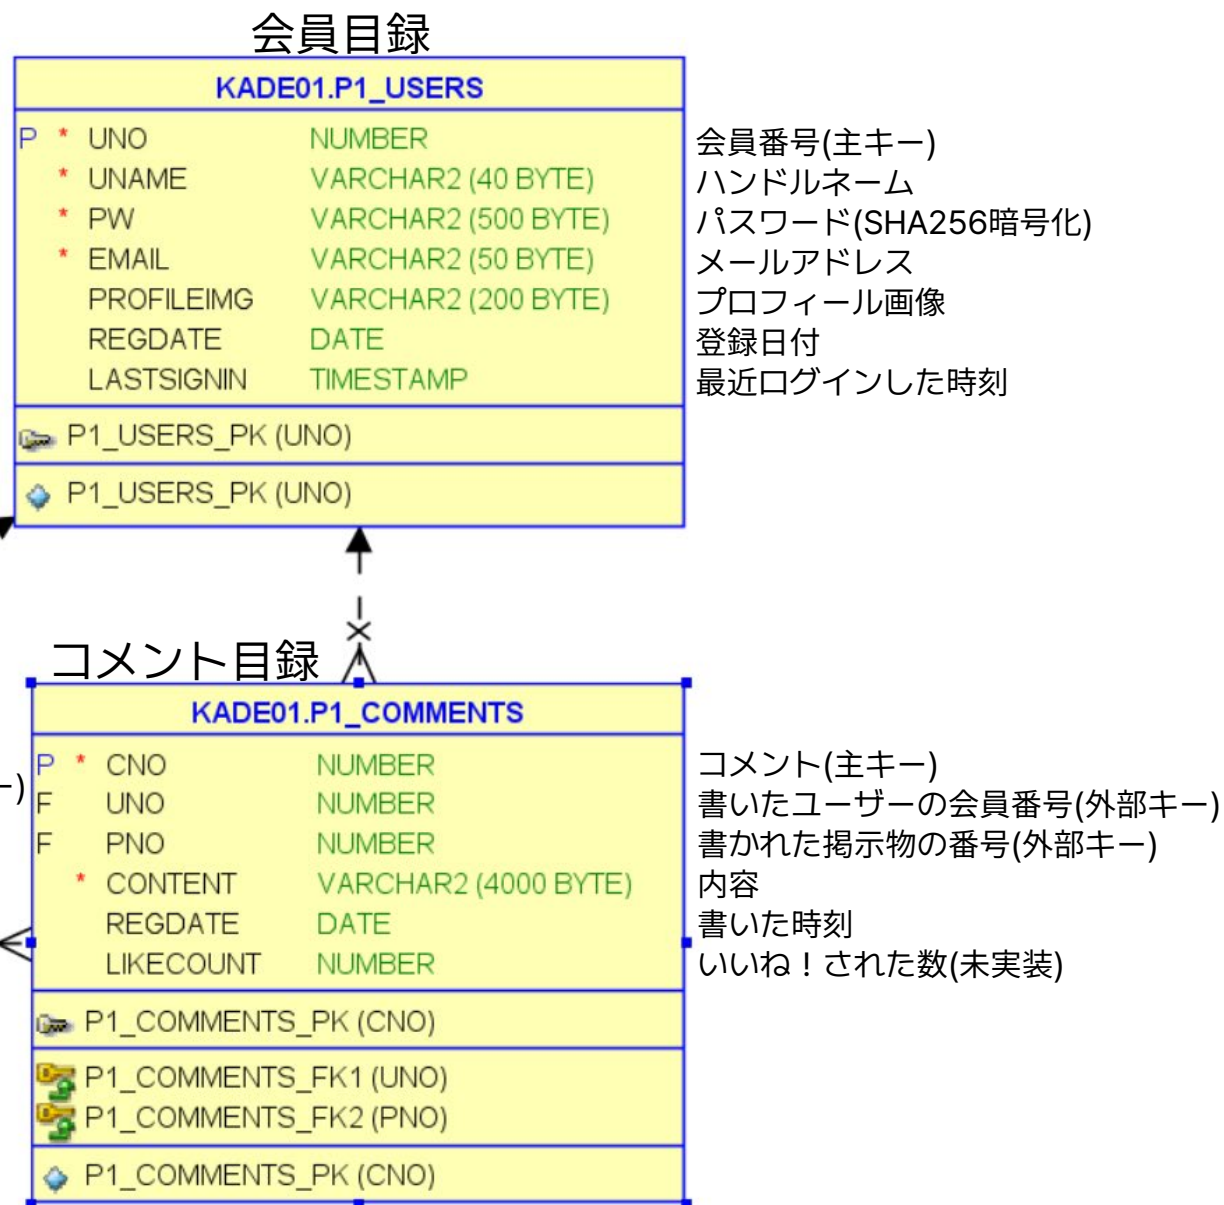 会員目録
KADE01.P1_USERS
P * UNO NUMBER 会員番号(主キー)
* UNAME VARCHAR2 (40 BYTE) ハンドルネーム
* PW VARCHAR2 (500 BYTE) パスワード(SHA256暗号化)
* EMAIL VARCHAR2 (50 BYTE) メールアドレス
PROFILEIMG VARCHAR2 (200 BYTE) プロフィール画像
REGDATE DATE 登録日付
LASTSIGNIN TIMESTAMP 最近ログインした時刻
P1_USERS_PK (UNO)
P1_USERS_PK (UNO)
コメント目録
KADE01.P1_COMMENTS
P * CNO NUMBER コメント(主キー)
ー) F UNO NUMBER 書いたユーザーの会員番号(外部キー)
F PNO NUMBER 書かれた掲示物の番号(外部キー)
* CONTENT VARCHAR2 (4000 BYTE) 内容
REGDATE DATE 書いた時刻
LIKECOUNT NUMBER いいね！された数(未実装)
P1_COMMENTS_PK (CNO)
P1_COMMENTS_FK1 (UNO)
P1_COMMENTS_FK2 (PNO)
P1_COMMENTS_PK (CNO)